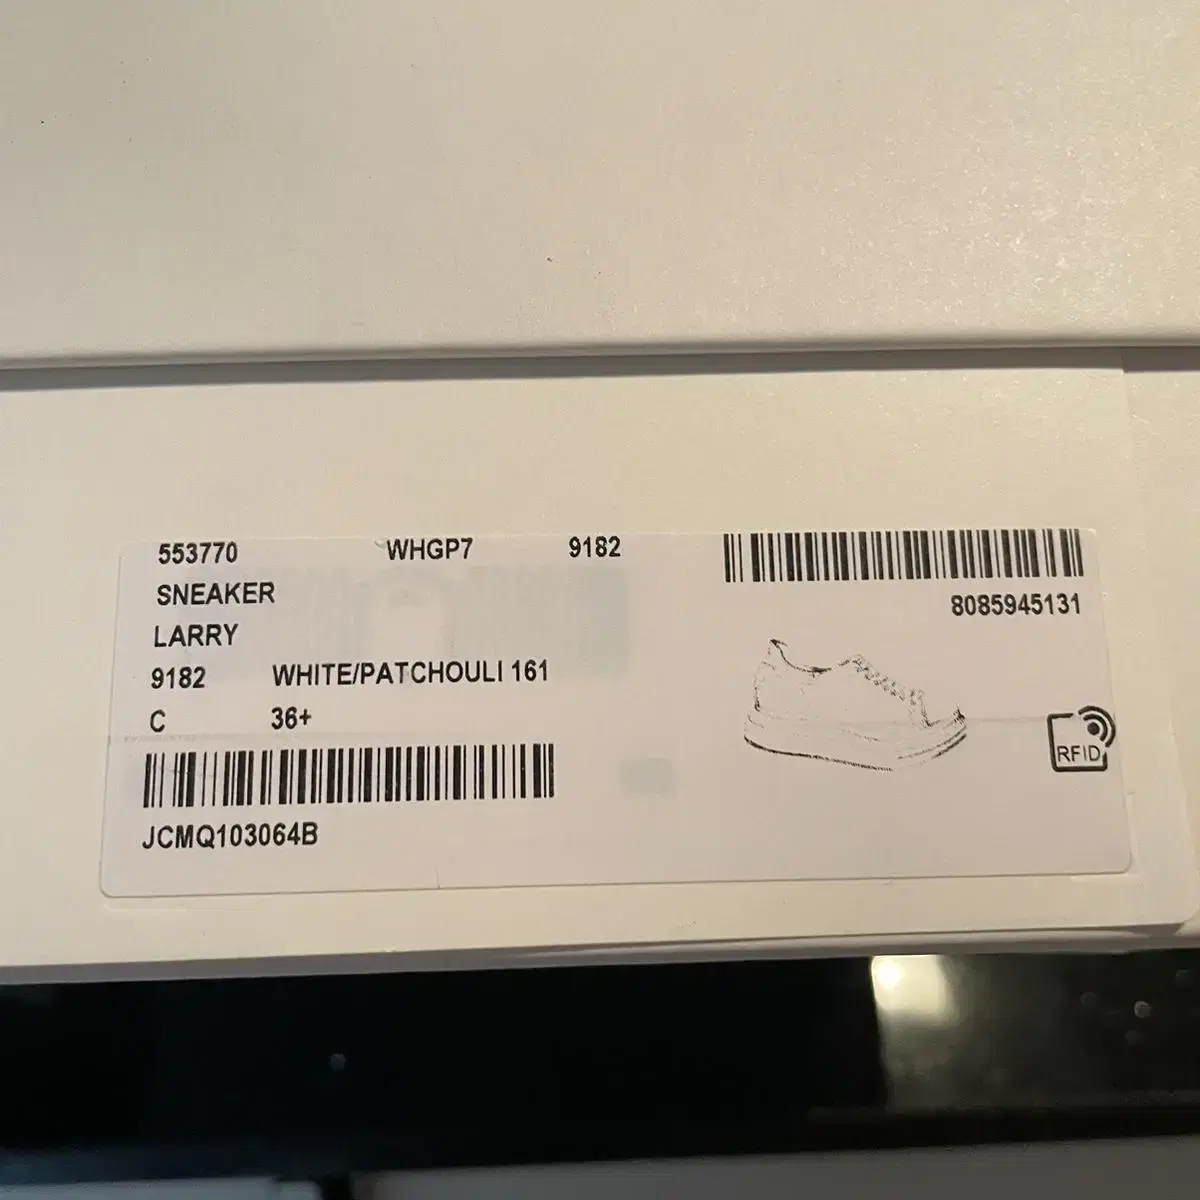 553770 WHGP7 9182
SNEAKER
LARRY
9182 WHITE/PATCHOULI 161
C 36+
JCMQ103064B
8085945131
RFID